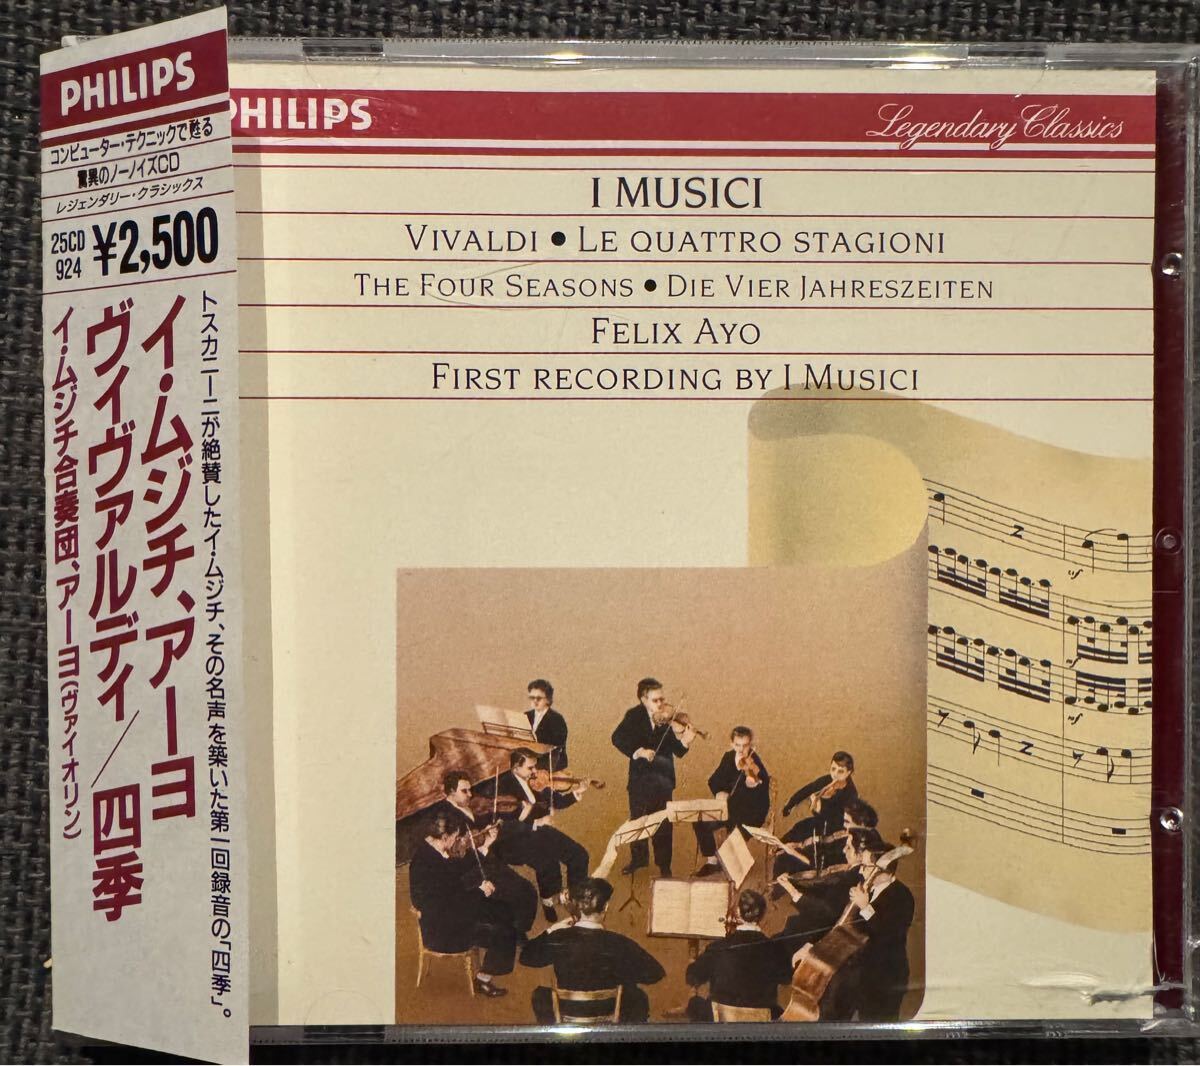 PHILIPS
コンピューター・テクニックで甦る
驚異のノーノイズCD
レジェンダリー・クラシックス
25CD
924
¥2,500
トスカニーニが絶賛したイ・ムジチ、その名声を築いた第一回録音の「四季」。
イ・ムジチ、アーヨ
ヴィヴァルディ/四季
イ・ムジチ合奏団、アーヨ(ヴァイオリン)
PHILIPS
Legendary Classics
I MUSICI
VIVALDI • LE QUATTRO STAGIONI
THE FOUR SEASONS • DIE VIER JAHRESZEITEN
FELIX AYO
FIRST RECORDING BY I MUSICI
sf
sf